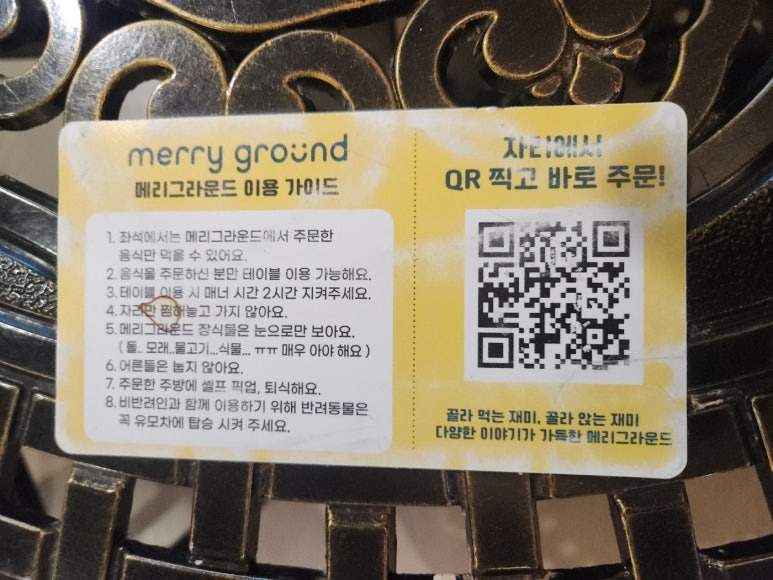 merry ground
메리그라운드 이용 가이드
1. 좌석에서는 메리그라운드에서 주문한
음식만 먹을 수 있어요.
2. 음식을 주문하신 분만 테이블 이용 가능해요.
3. 테이블 이용 시 매너 시간 2시간 지켜주세요.
4. 자리만 찜해놓고 가지 않아요.
5. 메리그라운드 장식물은 눈으로만 보아요.
( 돌.. 모래..물고기...식물... ㅠㅠ 매우 아야 해요 )
6. 어른들은 눕지 않아요.
7. 주문한 주방에 셀프 픽업, 퇴식해요.
8. 비반려인과 함께 이용하기 위해 반려동물은
꼭 유모차에 탑승 시켜 주세요.
자리에서
QR 찍고 바로 주문!
골라 먹는 재미, 골라 앉는 재미
다양한 이야기가 가득한 메리그라운드